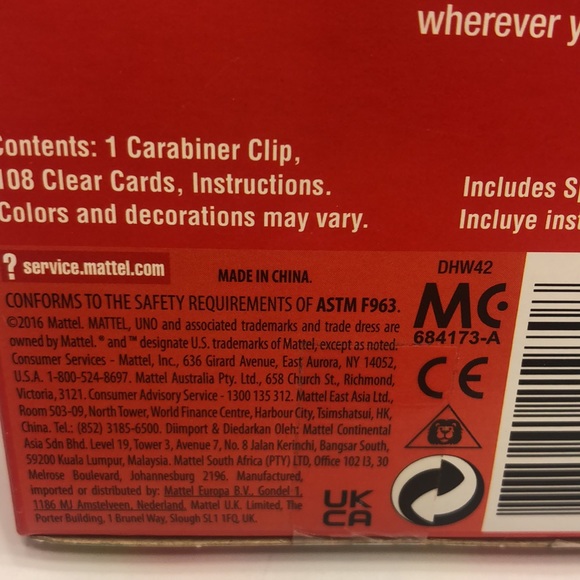 wherever y
Contents: 1 Carabiner Clip,
108 Clear Cards, Instructions.
Colors and decorations may vary.
Includes Sp
Incluye inst
? service.mattel.com
MADE IN CHINA.
DHW42
CONFORMS TO THE SAFETY REQUIREMENTS OF ASTM F963.
©2016 Mattel. MATTEL, UNO and associated trademarks and trade dress are
owned by Mattel. ® and ™ designate U.S. trademarks of Mattel, except as noted.
Consumer Services - Mattel, Inc., 636 Girard Avenue, East Aurora, NY 14052,
U.S.A. 1-800-524-8697. Mattel Australia Pty. Ltd., 658 Church St., Richmond,
Victoria, 3121. Consumer Advisory Service - 1300 135 312. Mattel East Asia Ltd.,
Room 503-09, North Tower, World Finance Centre, Harbour City, Tsimshatsui, HK,
China. Tel.: (852) 3185-6500. Diimport & Diedarkan Oleh: Mattel Continental
Asia Sdn Bhd. Level 19, Tower 3, Avenue 7, No. 8 Jalan Kerinchi, Bangsar South,
59200 Kuala Lumpur, Malaysia. Mattel South Africa (PTY) LTD, Office 102 I3, 30
Melrose Boulevard, Johannesburg 2196. Manufactured,
imported or distributed by: Mattel Europa B.V., Gondel 1,
1186 MJ Amstelveen, Nederland. Mattel U.K. Limited, The
Porter Building, 1 Brunel Way, Slough SL1 1FQ, UK.
MC
684173-A
CE
UK
CA